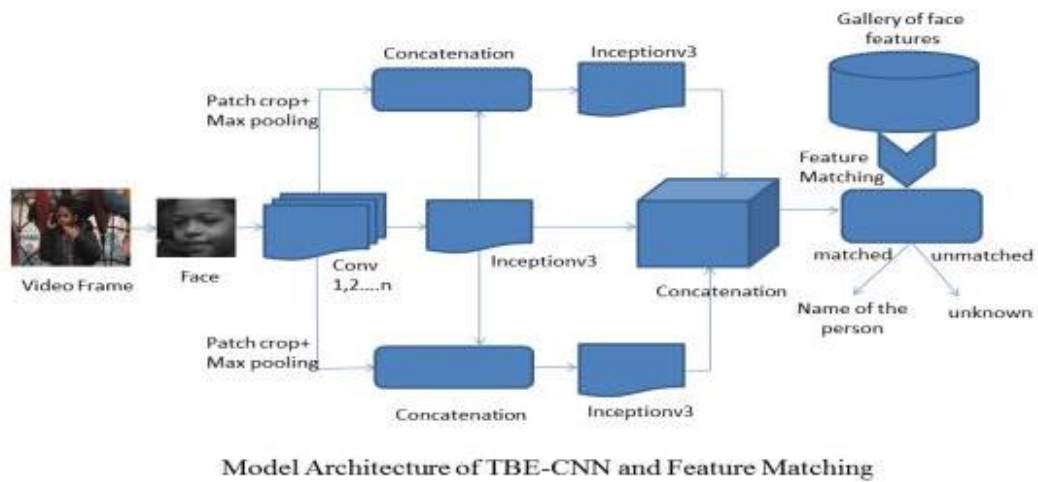 Gallery of face
features
Concatenation
Inceptionv3
Patch crop+
Max pooling
Feature
Matching
Video Frame
Face
Conv
1,2....n
Inceptionv3
Concatenation
matched
unmatched
Name of the
person
unknown
Patch crop+
Max pooling
Concatenation
Inceptionv3
Model Architecture of TBE-CNN and Feature Matching